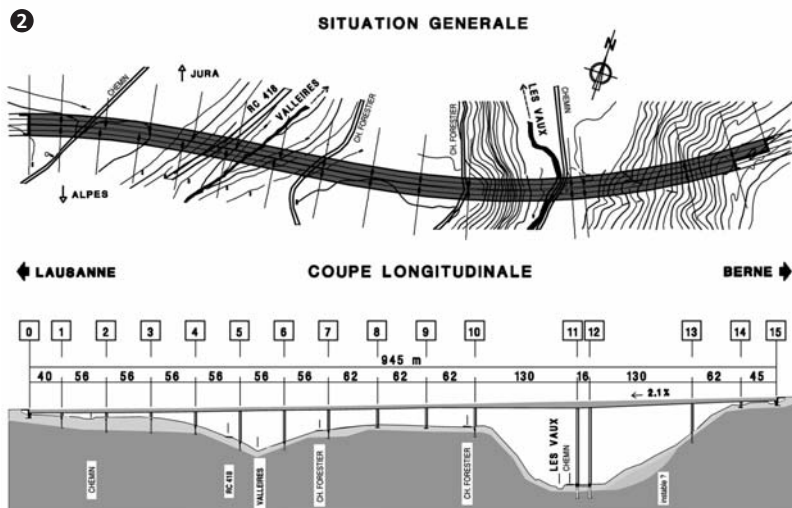 2
SITUATION GENERALE
N
JURA
CHEMIN
RC 418
VALLEIRES
CH. FORESTIER
CH. FORESTIER
LES VAUX
CHEMIN
ALPES
LAUSANNE
COUPE LONGITUDINALE
BERNE
0 1 2 3 4 5 6 7 8 9 10 11 12 13 14 15
945 m
40 56 56 56 56 56 56 62 62 62 130 16 130 62 45
2.1%
CHEMIN
RC 418
VALLEIRES
CH. FORESTIER
CH. FORESTIER
LES VAUX
CHEMIN
instable ?